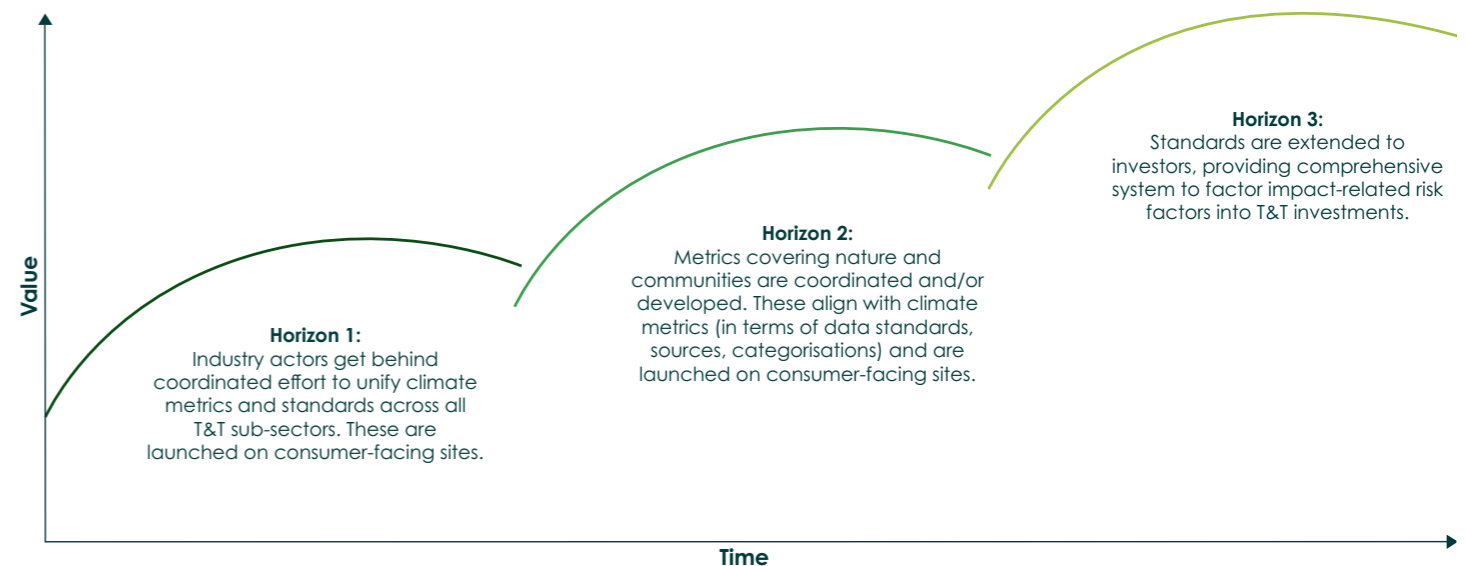 Value
Horizon 1:
Industry actors get behind
coordinated effort to unify climate
metrics and standards across all
T&T sub-sectors. These are
launched on consumer-facing sites.
Horizon 2:
Metrics covering nature and
communities are coordinated and/or
developed. These align with climate
metrics (in terms of data standards,
sources, categorisations) and are
launched on consumer-facing sites.
Horizon 3:
Standards are extended to
investors, providing comprehensive
system to factor impact-related risk
factors into T&T investments.
Time